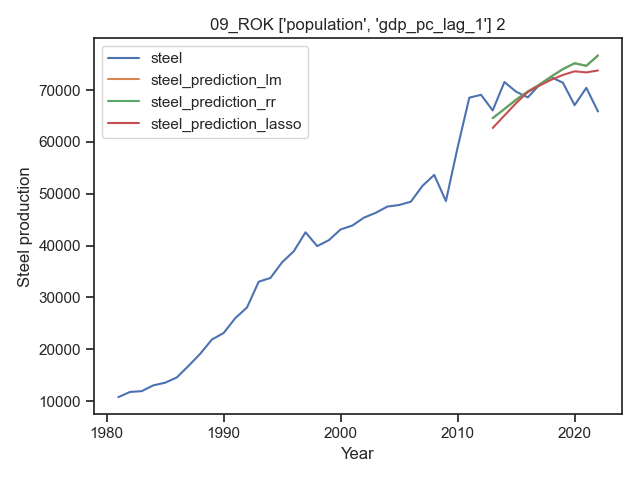 09_ROK ['population', 'gdp_pc_lag_1'] 2
steel
steel_prediction_lm
steel_prediction_rr
steel_prediction_lasso
Steel production
70000
60000
50000
40000
30000
20000
10000
1980 1990 2000 2010 2020
Year